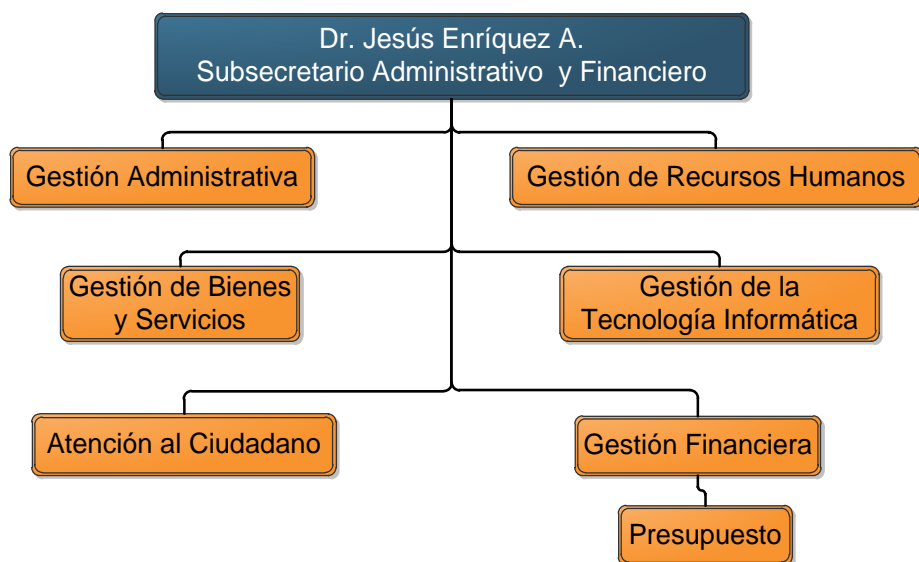 Dr. Jesús Enríquez A.
Subsecretario Administrativo y Financiero
Gestión Administrativa
Gestión de Recursos Humanos
Gestión de Bienes
y Servicios
Gestión de la
Tecnología Informática
Atención al Ciudadano
Gestión Financiera
Presupuesto